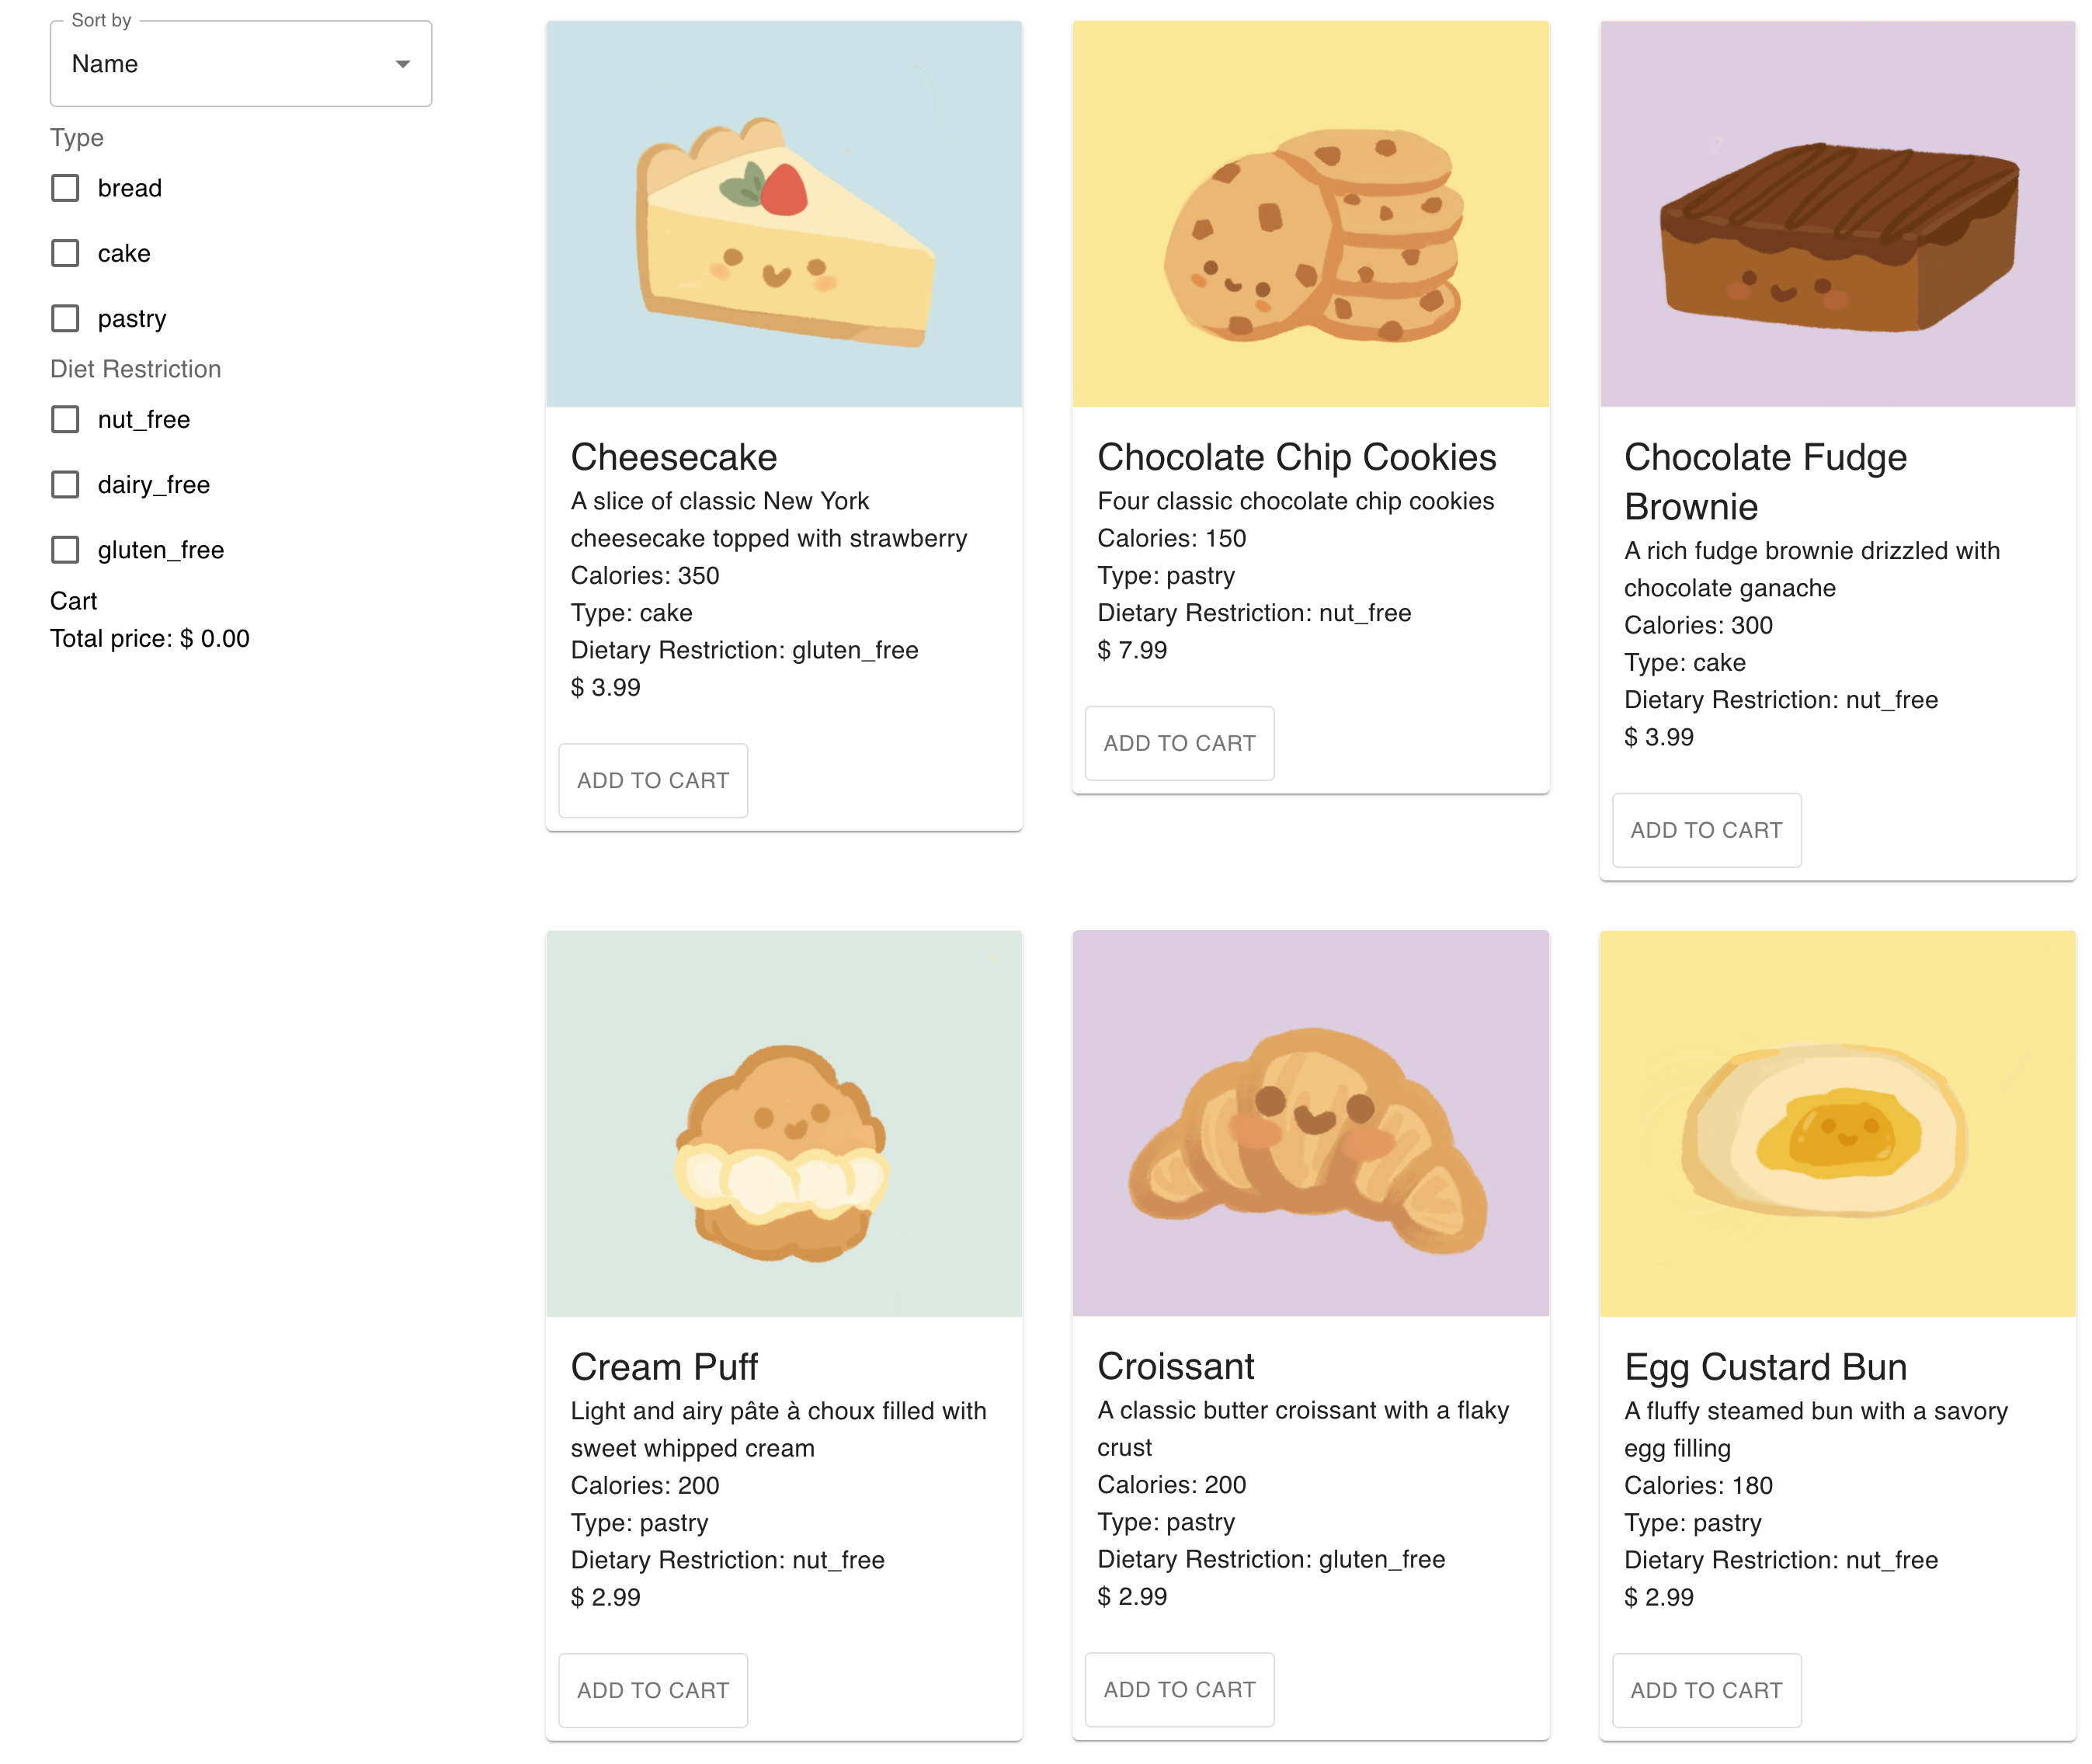 Sort by
Name
Type
bread
cake
pastry
Diet Restriction
nut_free
dairy_free
gluten_free
Cart
Total price: $ 0.00
Cheesecake
A slice of classic New York
cheesecake topped with strawberry
Calories: 350
Type: cake
Dietary Restriction: gluten_free
$ 3.99
ADD TO CART
Chocolate Chip Cookies
Four classic chocolate chip cookies
Calories: 150
Type: pastry
Dietary Restriction: nut_free
$ 7.99
ADD TO CART
Chocolate Fudge
Brownie
A rich fudge brownie drizzled with
chocolate ganache
Calories: 300
Type: cake
Dietary Restriction: nut_free
$ 3.99
ADD TO CART
Cream Puff
Light and airy pâte à choux filled with
sweet whipped cream
Calories: 200
Type: pastry
Dietary Restriction: nut_free
$ 2.99
ADD TO CART
Croissant
A classic butter croissant with a flaky
crust
Calories: 200
Type: pastry
Dietary Restriction: gluten_free
$ 2.99
ADD TO CART
Egg Custard Bun
A fluffy steamed bun with a savory
egg filling
Calories: 180
Type: pastry
Dietary Restriction: nut_free
$ 2.99
ADD TO CART